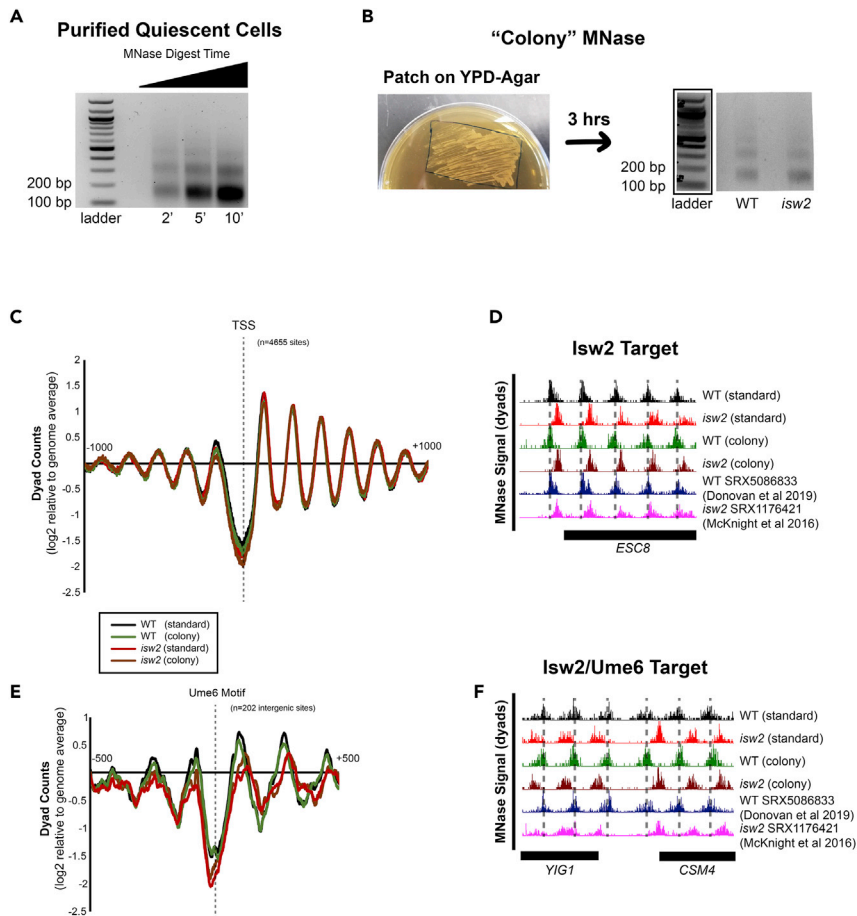 A
Purified Quiescent Cells
MNase Digest Time
200 bp
100 bp
ladder
2'
5'
10'
B
“Colony” MNase
Patch on YPD-Agar
3 hrs
200 bp
100 bp
ladder
WT
isw2
C
TSS
(n=4655 sites)
2
1.5
1
0.5
0
-0.5
-1
-1.5
-2
-2.5
-1000
+1000
Dyad Counts
(log2 relative to genome average)
WT (standard)
WT (colony)
isw2 (standard)
isw2 (colony)
D
Isw2 Target
MNase Signal (dyads)
WT (standard)
isw2 (standard)
WT (colony)
isw2 (colony)
WT SRX5086833
(Donovan et al 2019)
isw2 SRX1176421
(McKnight et al 2016)
ESC8
E
Ume6 Motif
(n=202 intergenic sites)
1
0.5
0
-0.5
-1
-1.5
-2
-2.5
-500
+500
Dyad Counts
(log2 relative to genome average)
Isw2/Ume6 Target
F
MNase Signal (dyads)
WT (standard)
isw2 (standard)
WT (colony)
isw2 (colony)
WT SRX5086833
(Donovan et al 2019)
isw2 SRX1176421
(McKnight et al 2016)
YIG1
CSM4